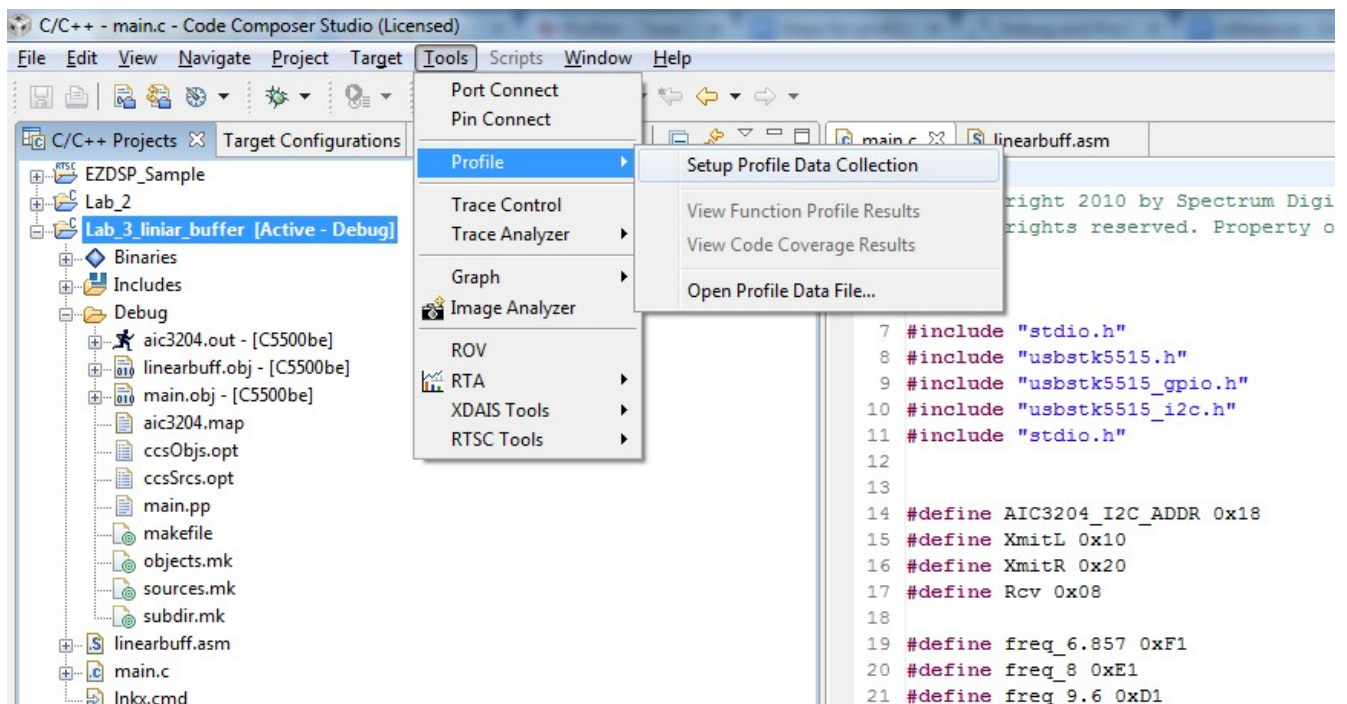 C/C++ - main.c - Code Composer Studio (Licensed)
File Edit View Navigate Project Target Tools Scripts Window Help
C/C++ Projects
Target Configurations
EZDSP_Sample
Lab_2
Lab_3_liniar_buffer [Active - Debug]
Binaries
Includes
Debug
aic3204.out - [C5500be]
linearbuff.obj - [C5500be]
main.obj - [C5500be]
aic3204.map
ccsObjs.opt
ccsSrcs.opt
main.pp
makefile
objects.mk
sources.mk
subdir.mk
linearbuff.asm
main.c
lnkx.cmd
Port Connect
Pin Connect
Profile
Trace Control
Trace Analyzer
Graph
Image Analyzer
ROV
RTA
XDAIS Tools
RTSC Tools
Setup Profile Data Collection
View Function Profile Results
View Code Coverage Results
Open Profile Data File...
main.c
linearbuff.asm
right 2010 by Spectrum Digi
rights reserved. Property o
7 #include "stdio.h"
8 #include "usbstk5515.h"
9 #include "usbstk5515_gpio.h"
10 #include "usbstk5515_i2c.h"
11 #include "stdio.h"
12
13
14 #define AIC3204_I2C_ADDR 0x18
15 #define XmitL 0x10
16 #define XmitR 0x20
17 #define Rcv 0x08
18
19 #define freq_6.857 0xF1
20 #define freq_8 0xE1
21 #define freq_9.6 0xD1